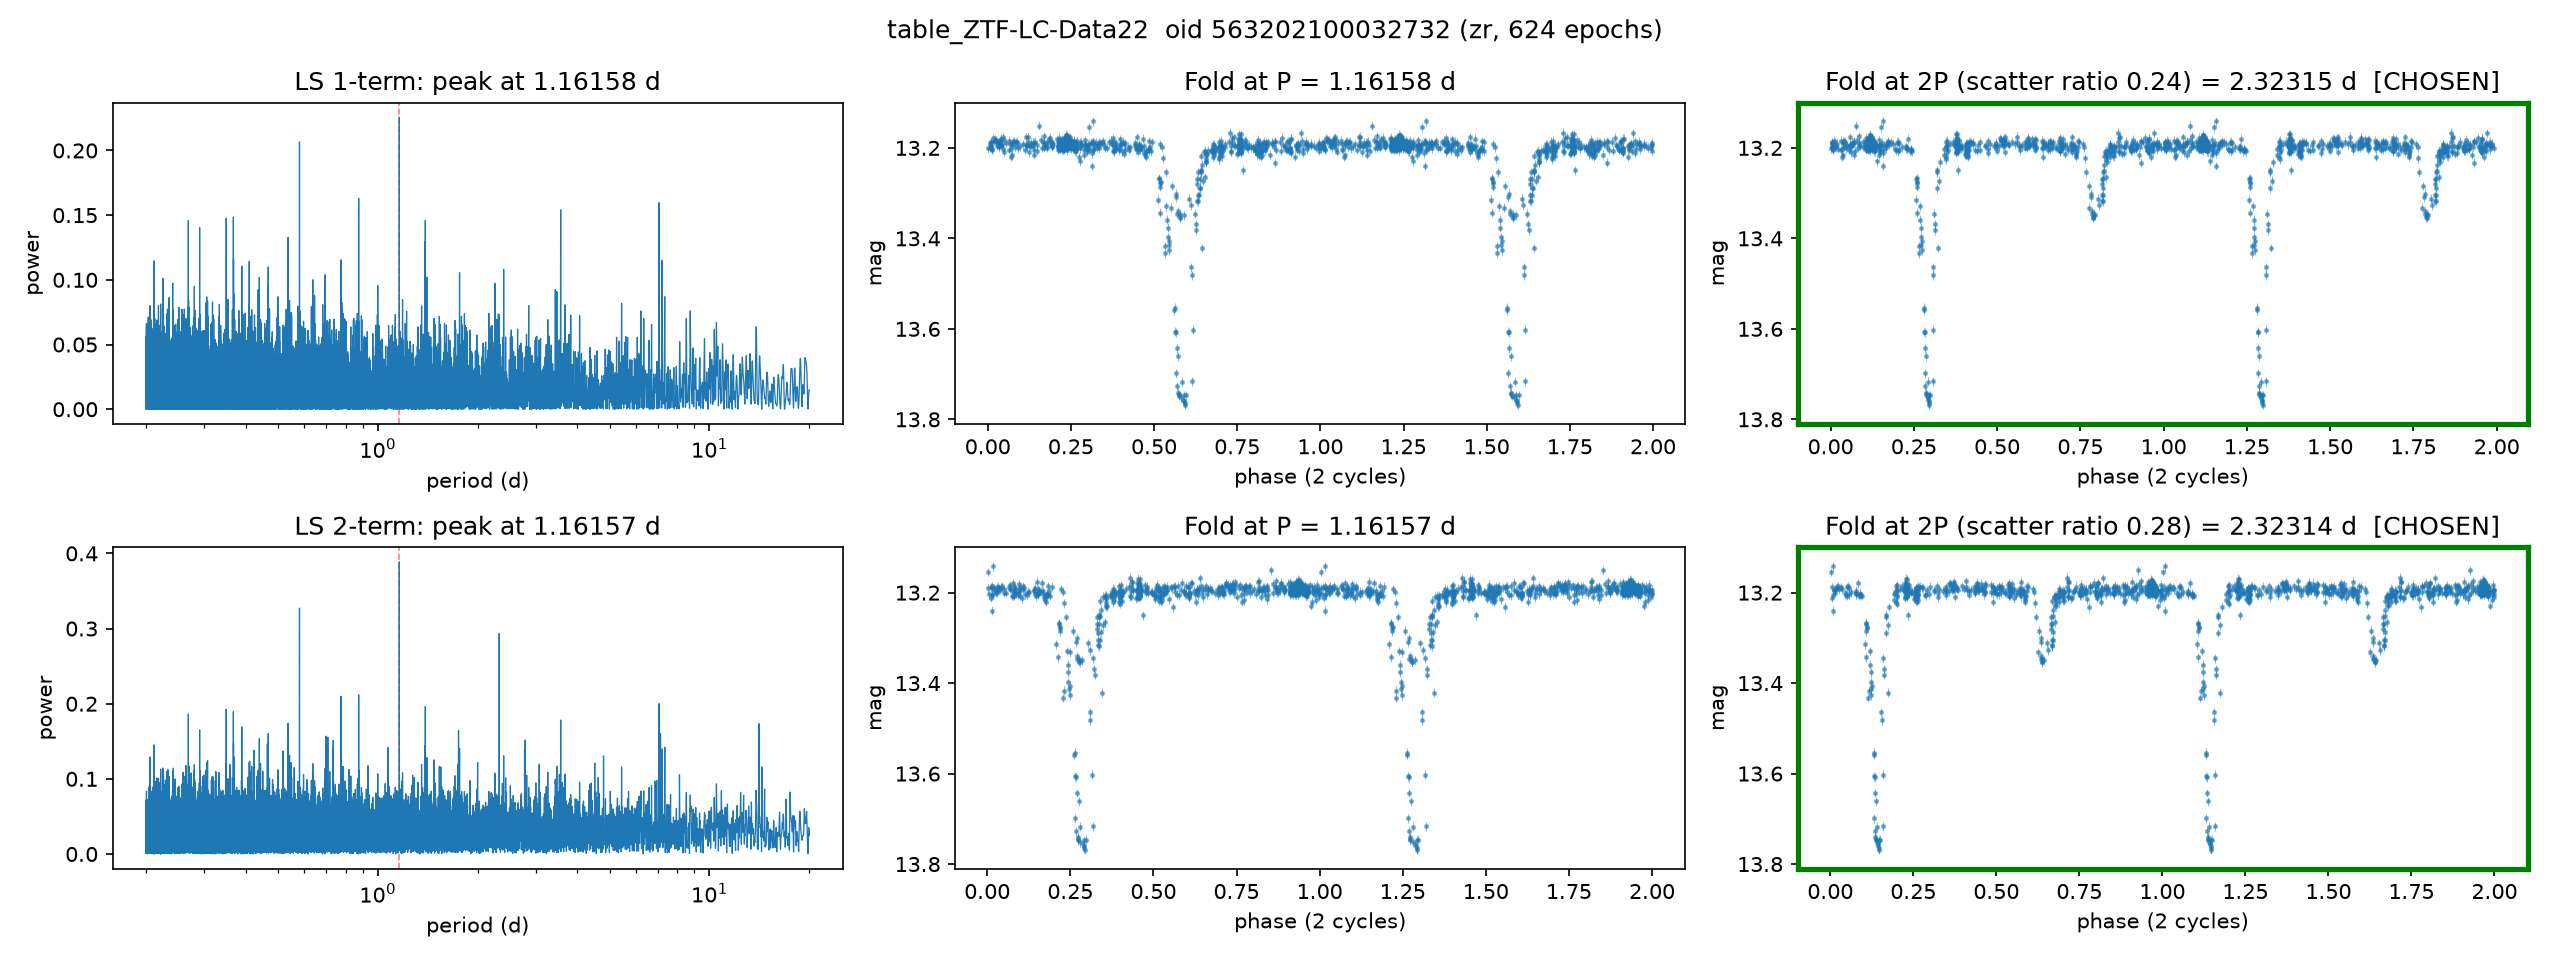 table_ZTF-LC-Data22  oid 563202100032732 (zr, 624 epochs)
LS 1-term: peak at 1.16158 d
0.20
0.15
0.10
0.05
0.00
power
10⁰
10¹
period (d)
Fold at P = 1.16158 d
13.2
13.4
13.6
13.8
mag
0.00 0.25 0.50 0.75 1.00 1.25 1.50 1.75 2.00
phase (2 cycles)
Fold at 2P (scatter ratio 0.24) = 2.32315 d  [CHOSEN]
13.2
13.4
13.6
13.8
mag
0.00 0.25 0.50 0.75 1.00 1.25 1.50 1.75 2.00
phase (2 cycles)
LS 2-term: peak at 1.16157 d
0.4
0.3
0.2
0.1
0.0
power
10⁰
10¹
period (d)
Fold at P = 1.16157 d
13.2
13.4
13.6
13.8
mag
0.00 0.25 0.50 0.75 1.00 1.25 1.50 1.75 2.00
phase (2 cycles)
Fold at 2P (scatter ratio 0.28) = 2.32314 d  [CHOSEN]
13.2
13.4
13.6
13.8
mag
0.00 0.25 0.50 0.75 1.00 1.25 1.50 1.75 2.00
phase (2 cycles)